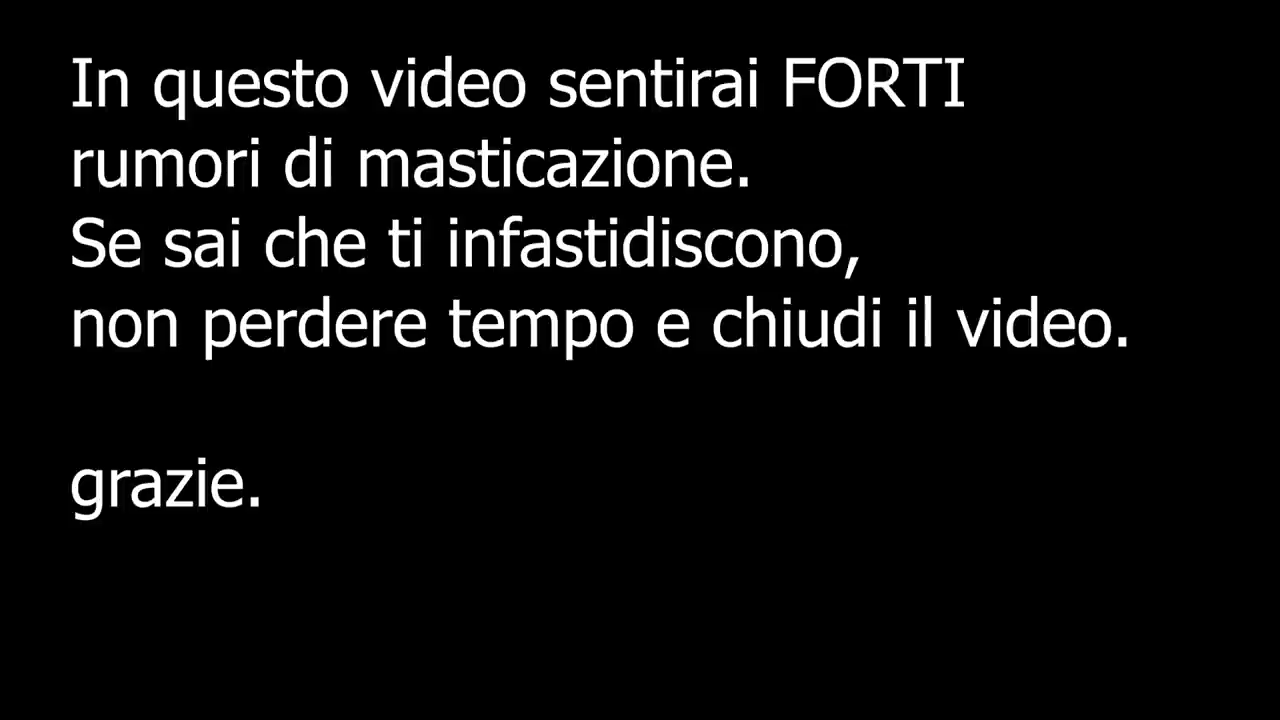 In questo video sentirai FORTI
rumori di masticazione.
Se sai che ti infastidiscono,
non perdere tempo e chiudi il video.
grazie.